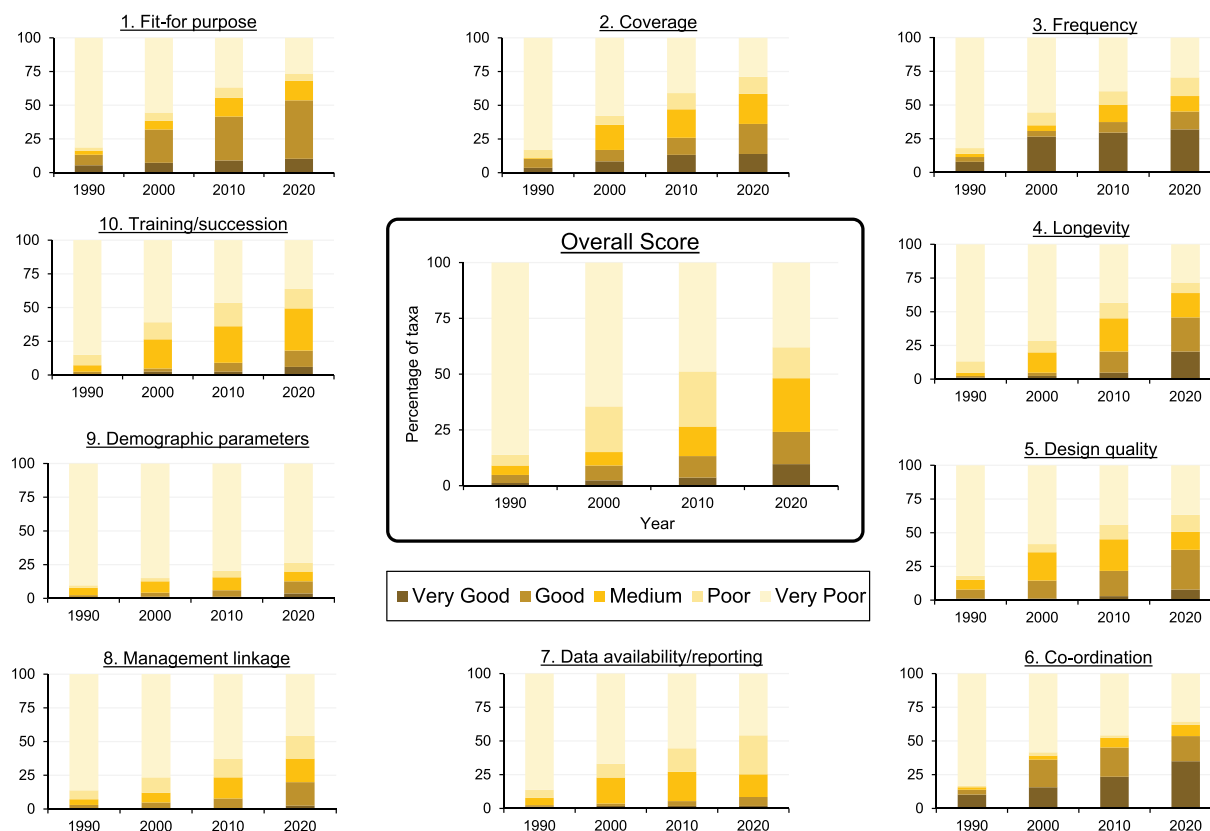 1. Fit-for purpose
100
75
50
25
0
1990 2000 2010 2020
2. Coverage
100
75
50
25
0
1990 2000 2010 2020
3. Frequency
100
75
50
25
0
1990 2000 2010 2020
10. Training/succession
100
75
50
25
0
1990 2000 2010 2020
Overall Score
Percentage of taxa
100
75
50
25
0
1990 2000 2010 2020
Year
4. Longevity
100
75
50
25
0
1990 2000 2010 2020
9. Demographic parameters
100
75
50
25
0
1990 2000 2010 2020
Very Good Good Medium Poor Very Poor
5. Design quality
100
75
50
25
0
1990 2000 2010 2020
8. Management linkage
100
75
50
25
0
1990 2000 2010 2020
7. Data availability/reporting
100
75
50
25
0
1990 2000 2010 2020
6. Co-ordination
100
75
50
25
0
1990 2000 2010 2020